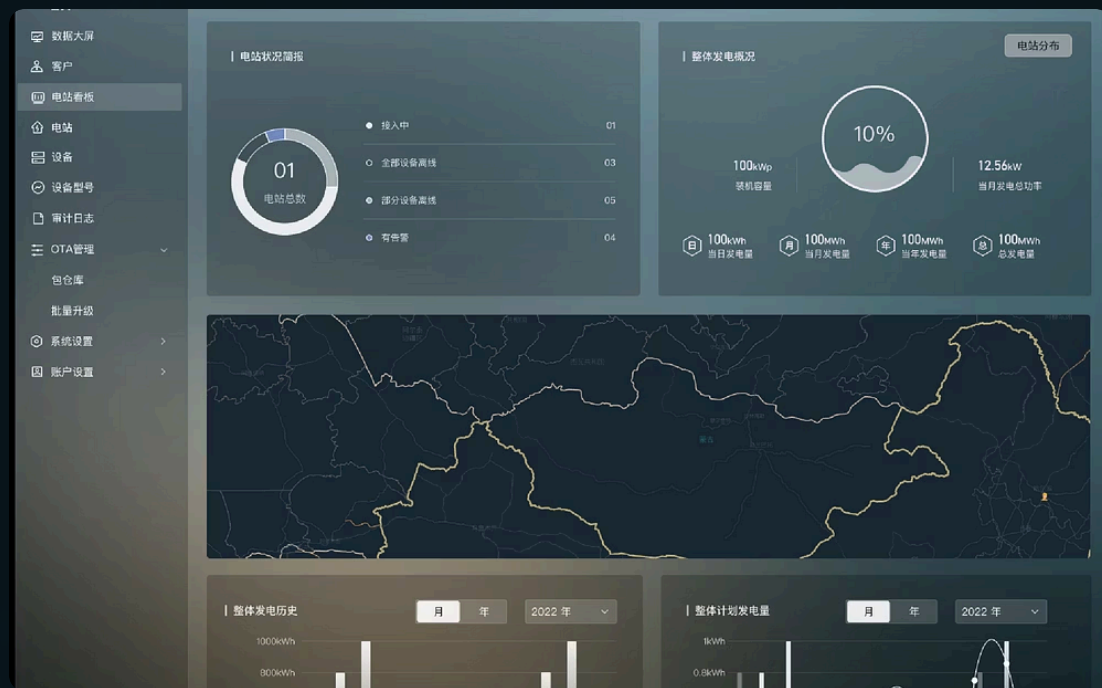 数据大屏
客户
电站看板
电站
设备
设备型号
审计日志
OTA管理
包仓库
批量升级
系统设置
账户设置
电站状况简报
01
电站总数
接入中 01
全部设备离线 03
部分设备离线 05
有告警 04
整体发电概况
电站分布
10%
100kWp
装机容量
12.56kW
当月发电总功率
日 100kWh
当日发电量
月 100MWh
当月发电量
年 100MWh
当年发电量
总 100MWh
总发电量
蒙古
整体发电历史
月 年
2022 年
1000kWh
800kWh
整体计划发电量
月 年
2022 年
1kWh
0.8kWh